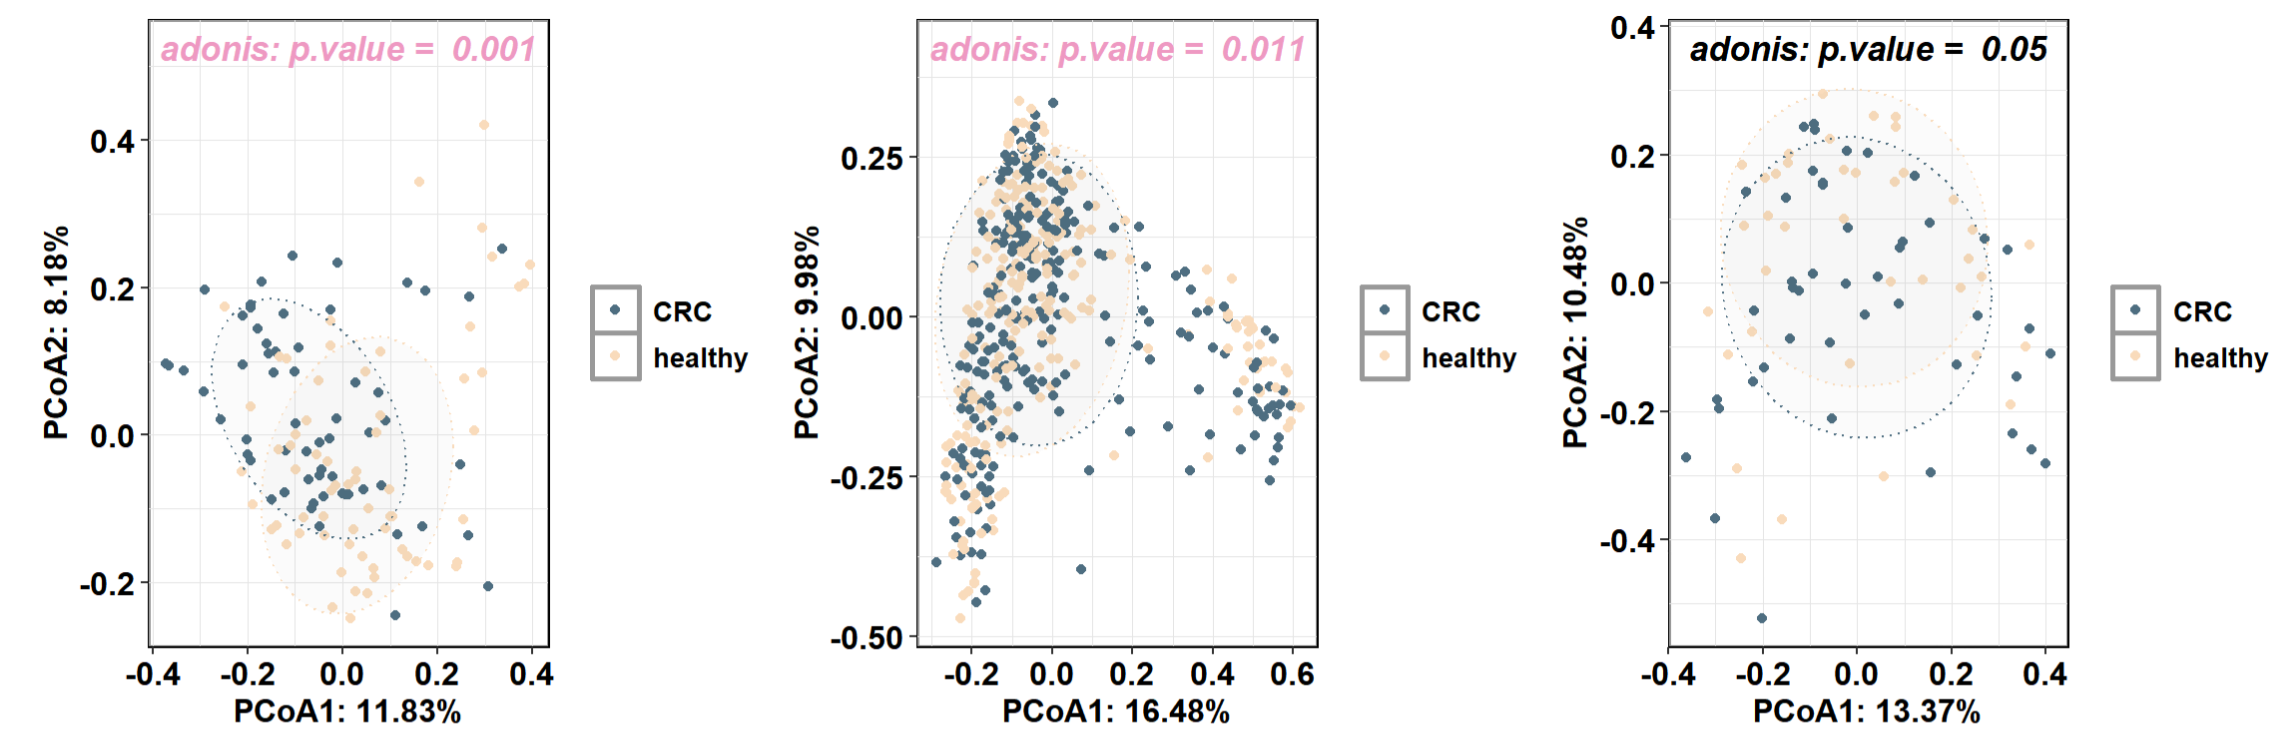 adonis: p.value = 0.001
0.4
0.2
0.0
-0.2
PCoA2: 8.18%
-0.4 -0.2 0.0 0.2 0.4
PCoA1: 11.83%
CRC
healthy
adonis: p.value = 0.011
0.25
0.00
-0.25
-0.50
PCoA2: 9.98%
-0.2 0.0 0.2 0.4 0.6
PCoA1: 16.48%
CRC
healthy
adonis: p.value = 0.05
0.4
0.2
0.0
-0.2
-0.4
PCoA2: 10.48%
-0.4 -0.2 0.0 0.2 0.4
PCoA1: 13.37%
CRC
healthy